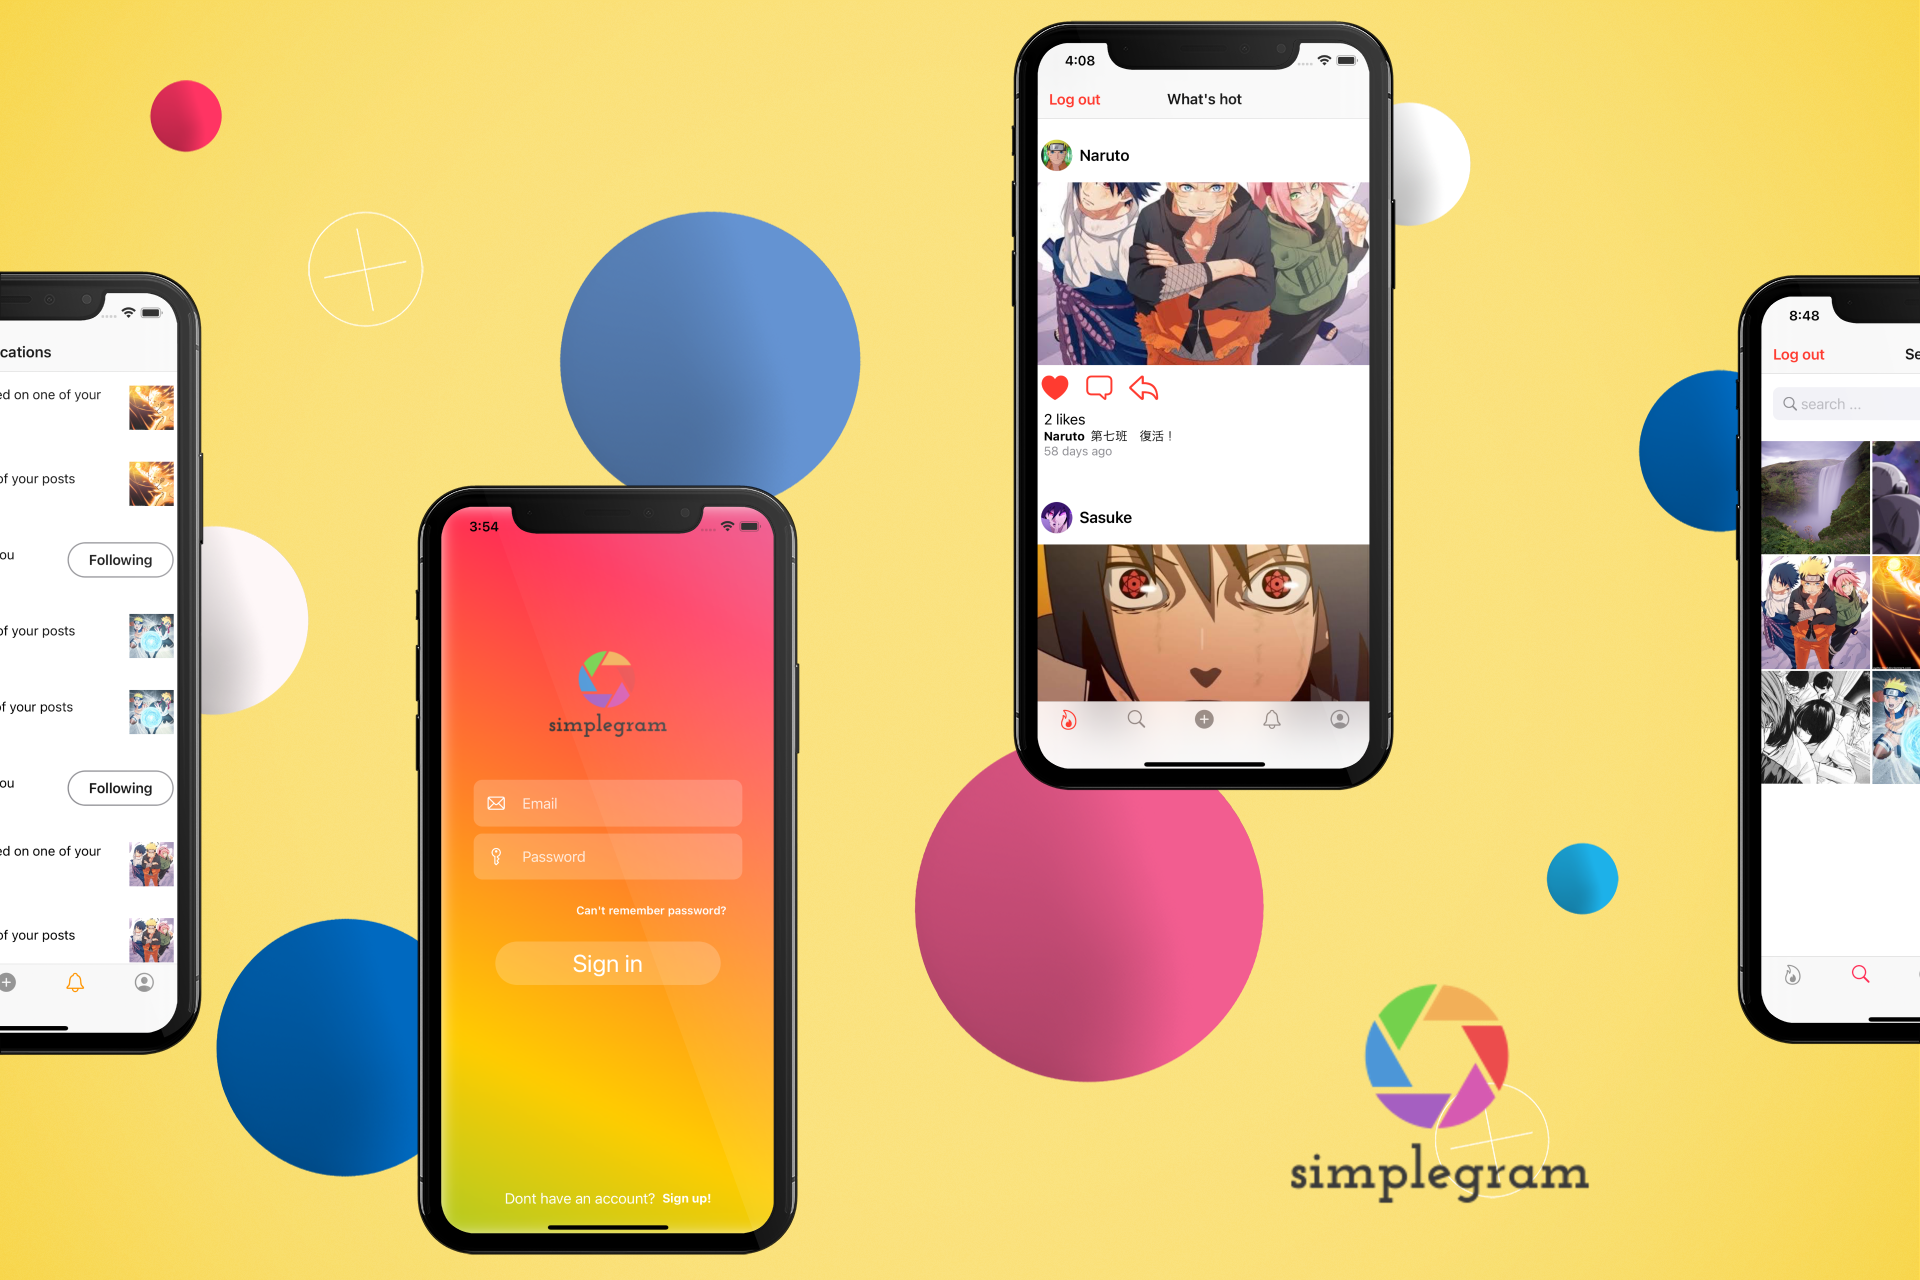 cations
ed on one of your
of your posts
ou
Following
of your posts
of your posts
ou
Following
ed on one of your
of your posts
3:54
simplegram
Email
Password
Can't remember password?
Sign in
Dont have an account? Sign up!
4:08
Log out
What's hot
Naruto
2 likes
Naruto 第七班　復活！
58 days ago
Sasuke
8:48
Log out
Se
search ...
simplegram